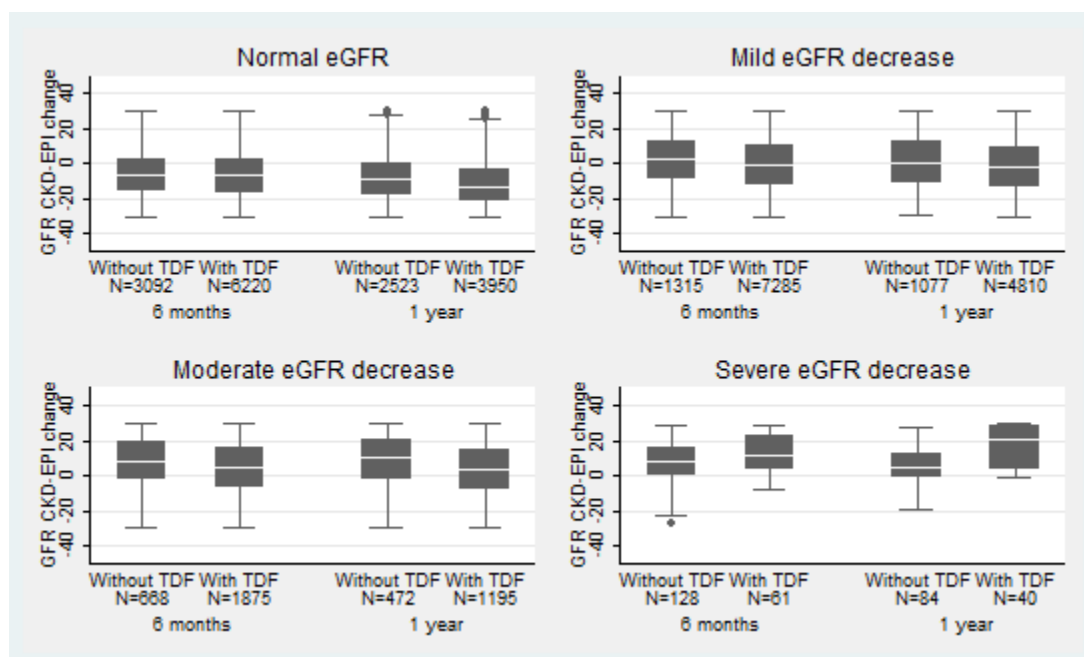 Normal eGFR
GFR CKD-EPI change
40
20
0
-20
-40
Without TDF With TDF Without TDF With TDF
N=3092 N=6220 N=2523 N=3950
6 months 1 year
Mild eGFR decrease
GFR CKD-EPI change
40
20
0
-20
-40
Without TDF With TDF Without TDF With TDF
N=1315 N=7285 N=1077 N=4810
6 months 1 year
Moderate eGFR decrease
GFR CKD-EPI change
40
20
0
-20
-40
Without TDF With TDF Without TDF With TDF
N=668 N=1875 N=472 N=1195
6 months 1 year
Severe eGFR decrease
GFR CKD-EPI change
40
20
0
-20
-40
Without TDF With TDF Without TDF With TDF
N=128 N=61 N=84 N=40
6 months 1 year